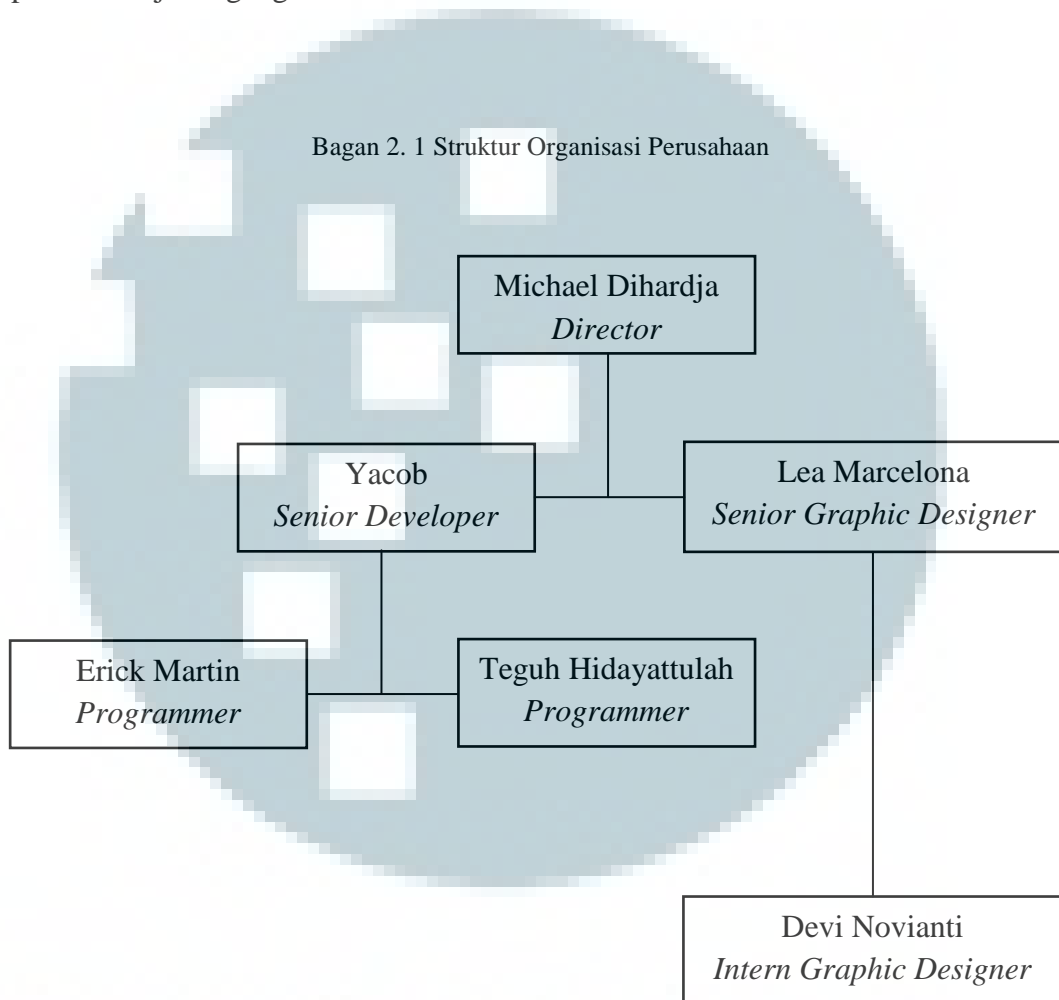 Bagan 2. 1 Struktur Organisasi Perusahaan
Michael Dihardja
Director
Yacob
Senior Developer
Lea Marcelona
Senior Graphic Designer
Erick Martin
Programmer
Teguh Hidayattulah
Programmer
Devi Novianti
Intern Graphic Designer